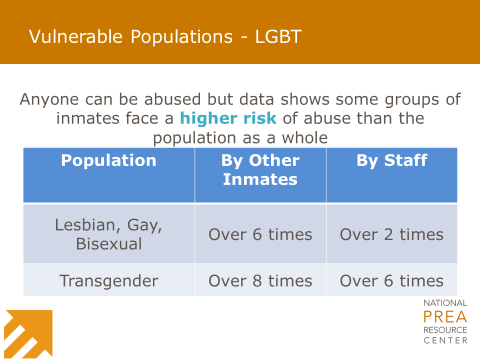 Vulnerable Populations - LGBT
Anyone can be abused but data shows some groups of
inmates face a higher risk of abuse than the
population as a whole
Population
By Other
Inmates
By Staff
Lesbian, Gay,
Bisexual
Over 6 times
Over 2 times
Transgender
Over 8 times
Over 6 times
NATIONAL
PREA
RESOURCE
CENTER